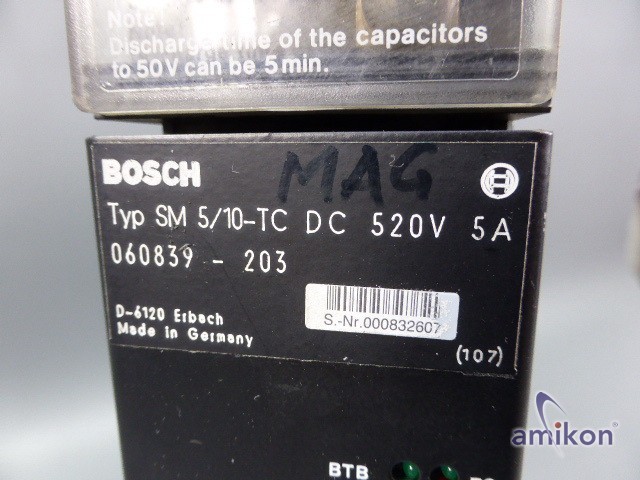 Note!
Discharge time of the capacitors
to 50V can be 5 min.
BOSCH MAG
Typ SM 5/10-TC DC 520V 5A
060839 - 203
S.-Nr.000832607
D-6120 Erbach
Made in Germany
(107)
amikon
BTB